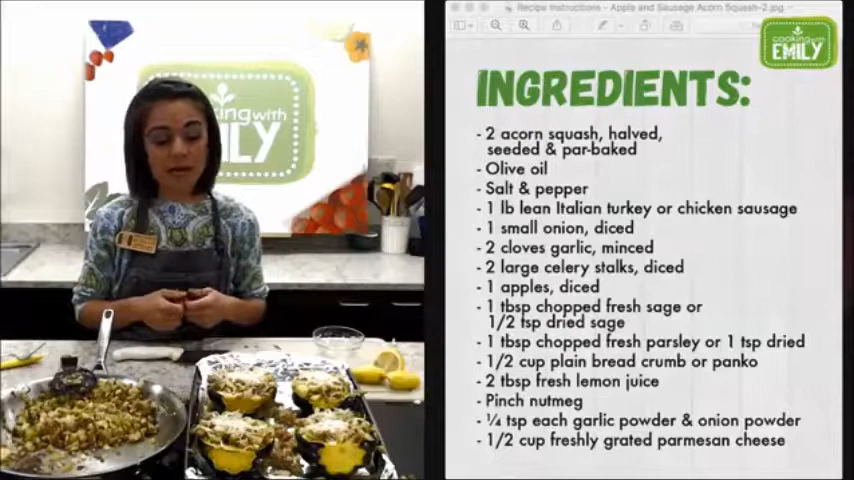 Recipe Instructions - Apple and Sausage Acorn Squash-2.jpg
cooking with
EMILY
king with
ILY
INGREDIENTS:
- 2 acorn squash, halved,
seeded & par-baked
- Olive oil
- Salt & pepper
- 1 lb lean Italian turkey or chicken sausage
- 1 small onion, diced
- 2 cloves garlic, minced
- 2 large celery stalks, diced
- 1 apples, diced
- 1 tbsp chopped fresh sage or
1/2 tsp dried sage
- 1 tbsp chopped fresh parsley or 1 tsp dried
- 1/2 cup plain bread crumb or panko
- 2 tbsp fresh lemon juice
- Pinch nutmeg
- ¼ tsp each garlic powder & onion powder
- 1/2 cup freshly grated parmesan cheese